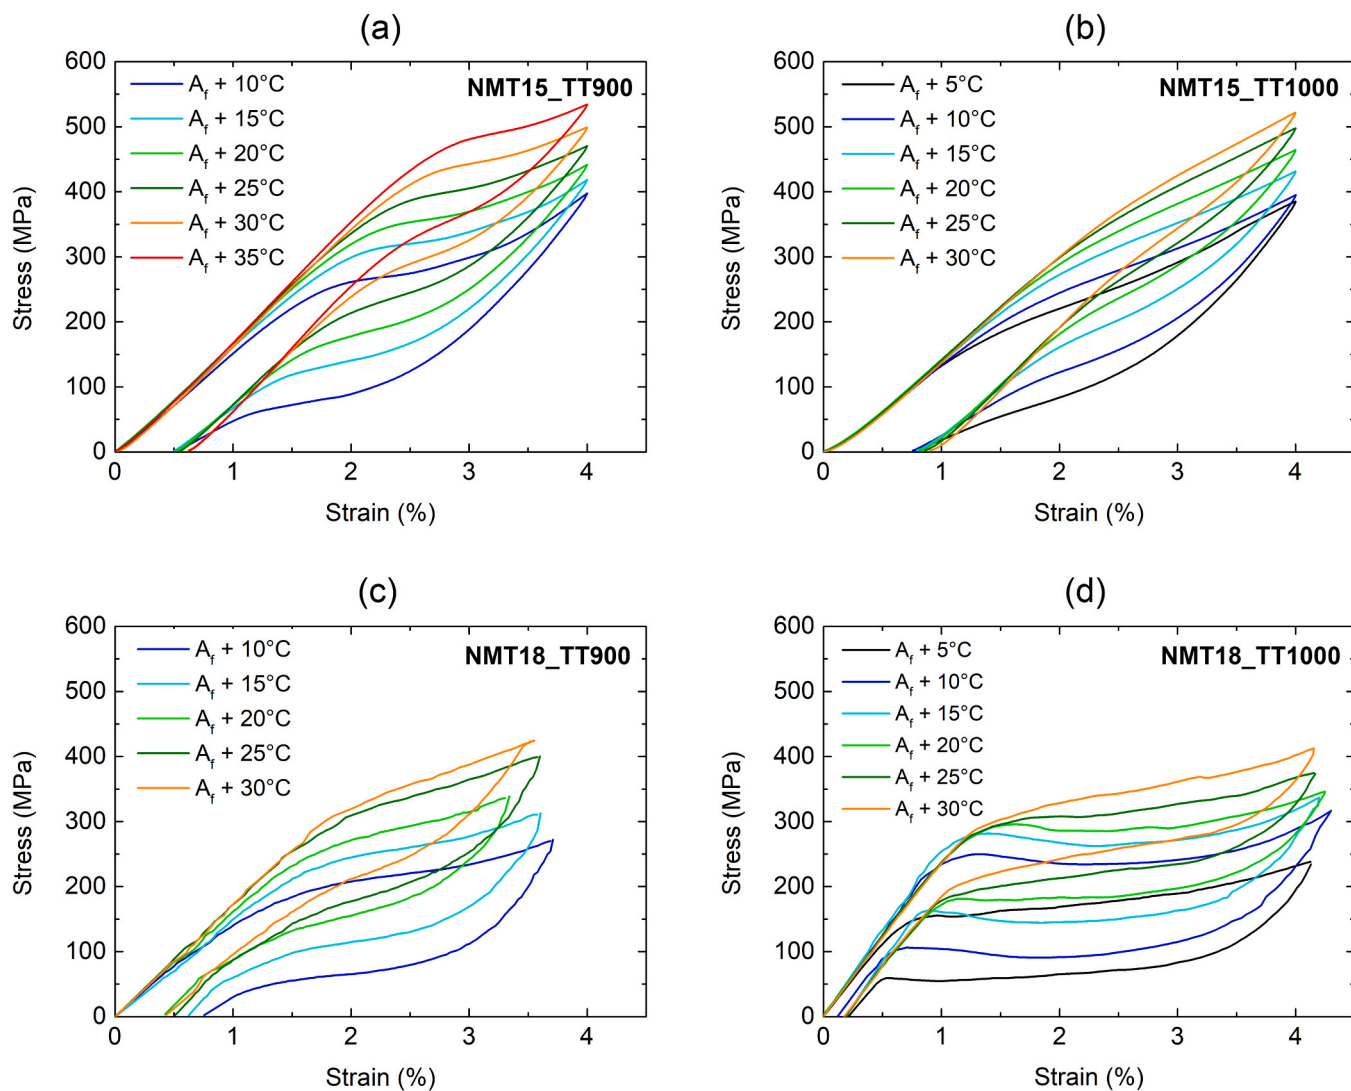 (a)
NMT15_TT900
A_f + 10°C
A_f + 15°C
A_f + 20°C
A_f + 25°C
A_f + 30°C
A_f + 35°C
600
500
400
300
200
100
0
Stress (MPa)
0 1 2 3 4
Strain (%)
(b)
NMT15_TT1000
A_f + 5°C
A_f + 10°C
A_f + 15°C
A_f + 20°C
A_f + 25°C
A_f + 30°C
600
500
400
300
200
100
0
Stress (MPa)
0 1 2 3 4
Strain (%)
(c)
NMT18_TT900
A_f + 10°C
A_f + 15°C
A_f + 20°C
A_f + 25°C
A_f + 30°C
600
500
400
300
200
100
0
Stress (MPa)
0 1 2 3 4
Strain (%)
(d)
NMT18_TT1000
A_f + 5°C
A_f + 10°C
A_f + 15°C
A_f + 20°C
A_f + 25°C
A_f + 30°C
600
500
400
300
200
100
0
Stress (MPa)
0 1 2 3 4
Strain (%)